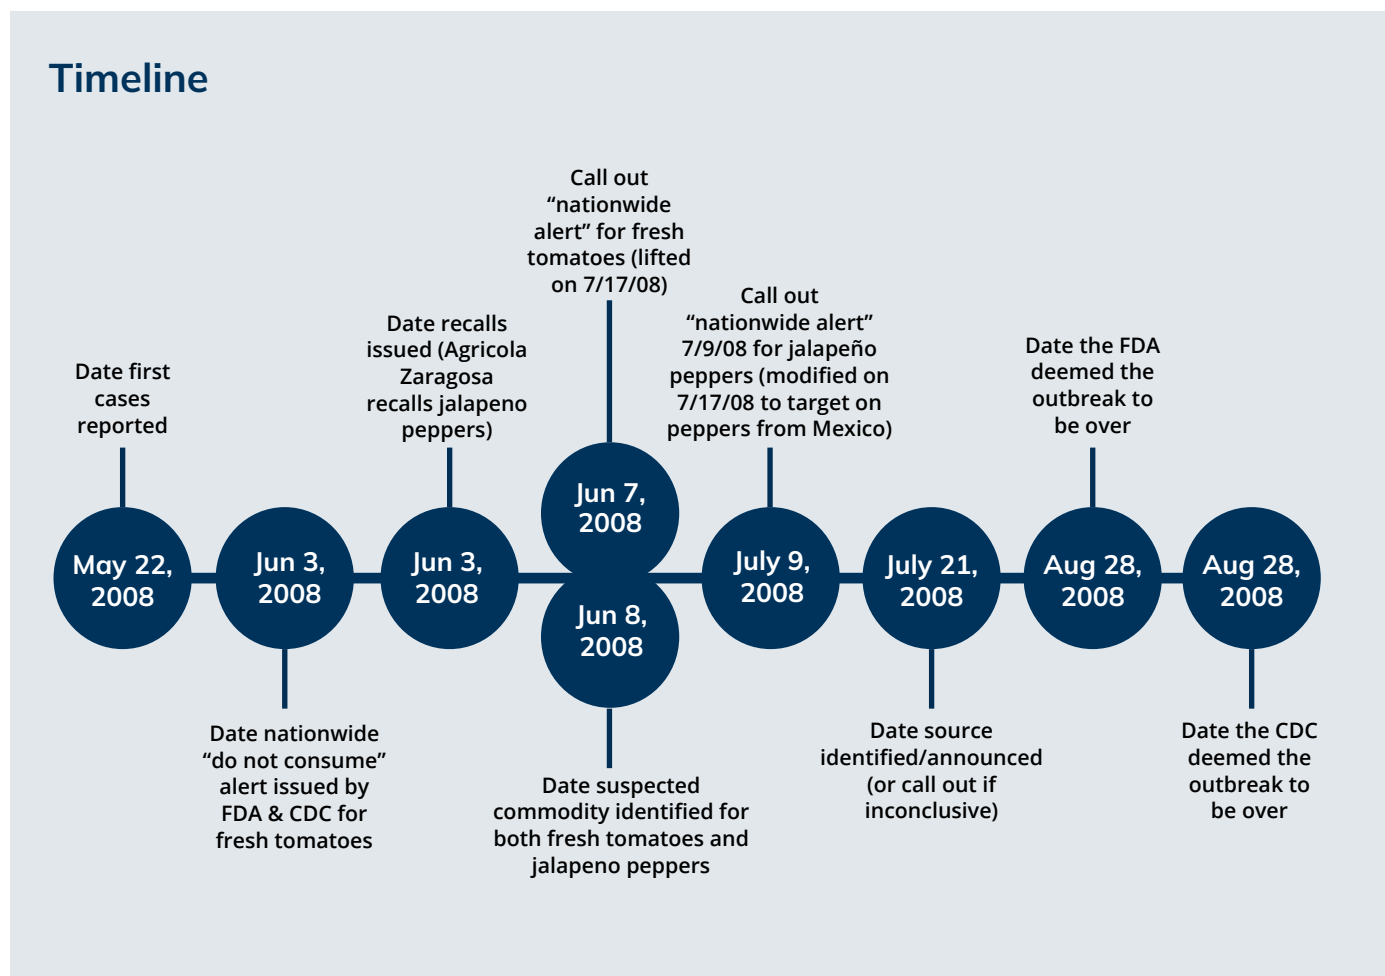 Timeline
Date first
cases
reported
May 22,
2008
Jun 3,
2008
Date nationwide
“do not consume”
alert issued by
FDA & CDC for
fresh tomatoes
Date recalls
issued (Agricola
Zaragosa
recalls jalapeno
peppers)
Jun 3,
2008
Call out
“nationwide
alert” for fresh
tomatoes (lifted
on 7/17/08)
Jun 7,
2008
Jun 8,
2008
Date suspected
commodity identified for
both fresh tomatoes and
jalapeno peppers
Call out
“nationwide alert”
7/9/08 for jalapeño
peppers (modified on
7/17/08 to target on
peppers from Mexico)
July 9,
2008
July 21,
2008
Date source
identified/announced
(or call out if
inconclusive)
Date the FDA
deemed the
outbreak to
be over
Aug 28,
2008
Aug 28,
2008
Date the CDC
deemed the
outbreak to
be over